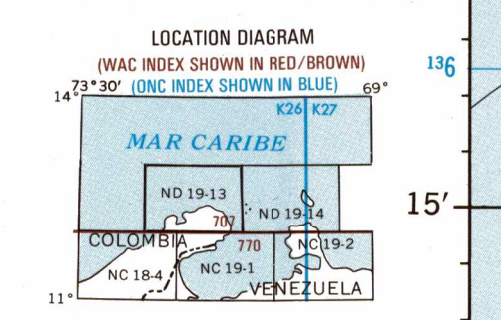 LOCATION DIAGRAM
(WAC INDEX SHOWN IN RED/BROWN)
73°30' (ONC INDEX SHOWN IN BLUE) 69°
14°
K26 K27
MAR CARIBE
ND 19-13
ND 19-14
707
COLOMBIA
770
NC 19-2
NC 18-4
NC 19-1
VENEZUELA
11°
136
15'